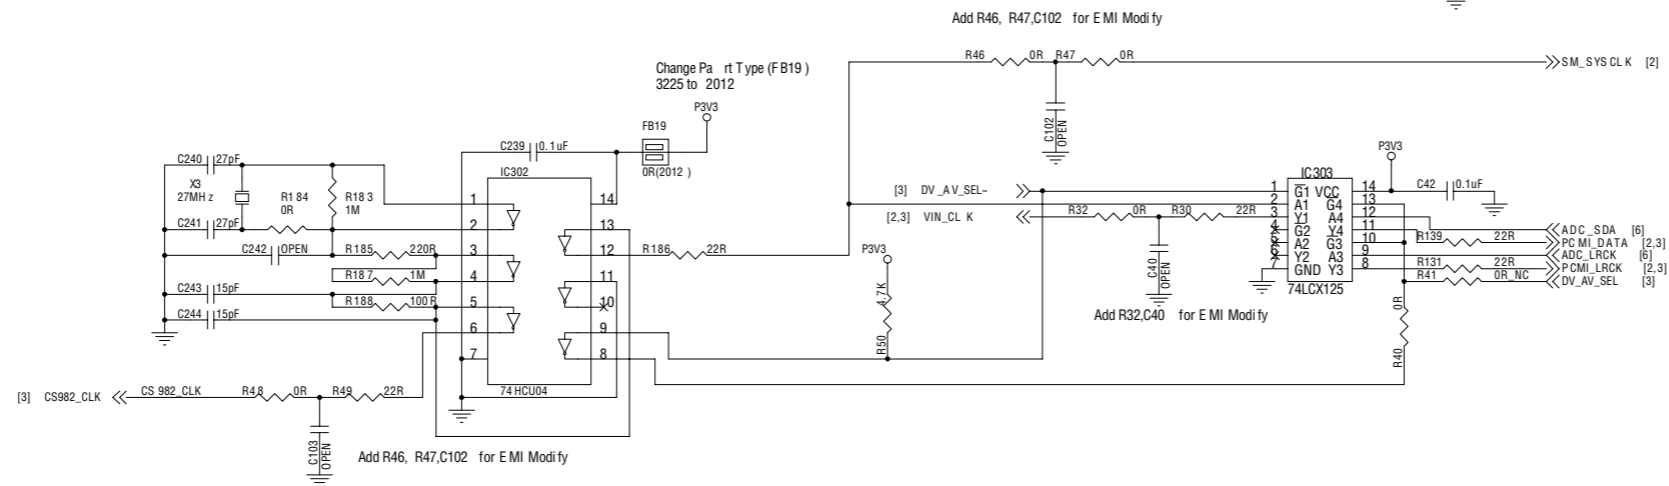 Add R46, R47,C102 for EMI Modify
R46 0R R47 0R
SM_SYSCLK [2]
Change Pa rt Type (FB19)
3225 to 2012
P3V3
C102 OPEN
FB19
C239 0.1uF
0R(2012)
P3V3
C240 27pF
IC302
IC303
X3
27MHz
R184
0R
R183
1M
1 14
[3] DV_AV_SEL~
1 G1 VCC 14
C42 0.1uF
2 A1 G4 13
C241 27pF
2 13
[2,3] VIN_CLK
R32 0R R30 22R
3 Y1 A4 12
ADC_SDA [6]
4 G2 Y4 11
R139 22R
PCMI_DATA [2,3]
C242 OPEN
R185 220R
3 12
R186 22R
P3V3
C40 OPEN
5 A2 G3 10
ADC_LRCK [6]
6 Y2 A3 9
R131 22R
PCMI_LRCK [2,3]
7 GND Y3 8
R187 1M
4 11
R41 0R_NC
DV_AV_SEL [3]
74LCX125
C243 15pF
R188 100R
5 10
4.7K
R50
Add R32,C40 for EMI Modify
0R
R40
C244 15pF
6 9
7 8
74HCU04
[3] CS982_CLK
CS982_CLK
R48 0R R49 22R
C103 OPEN
Add R46, R47,C102 for EMI Modify